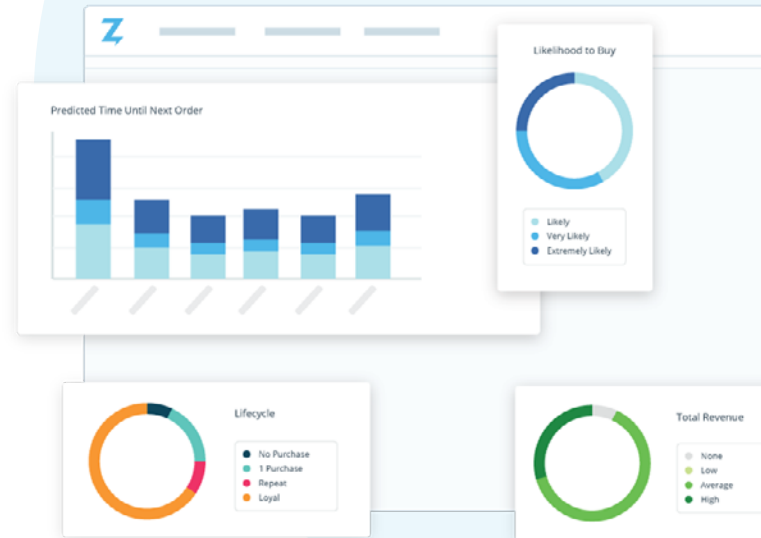 Likelihood to Buy
Predicted Time Until Next Order
Likely
Very Likely
Extremely Likely
Lifecycle
No Purchase
1 Purchase
Repeat
Loyal
Total Revenue
None
Low
Average
High